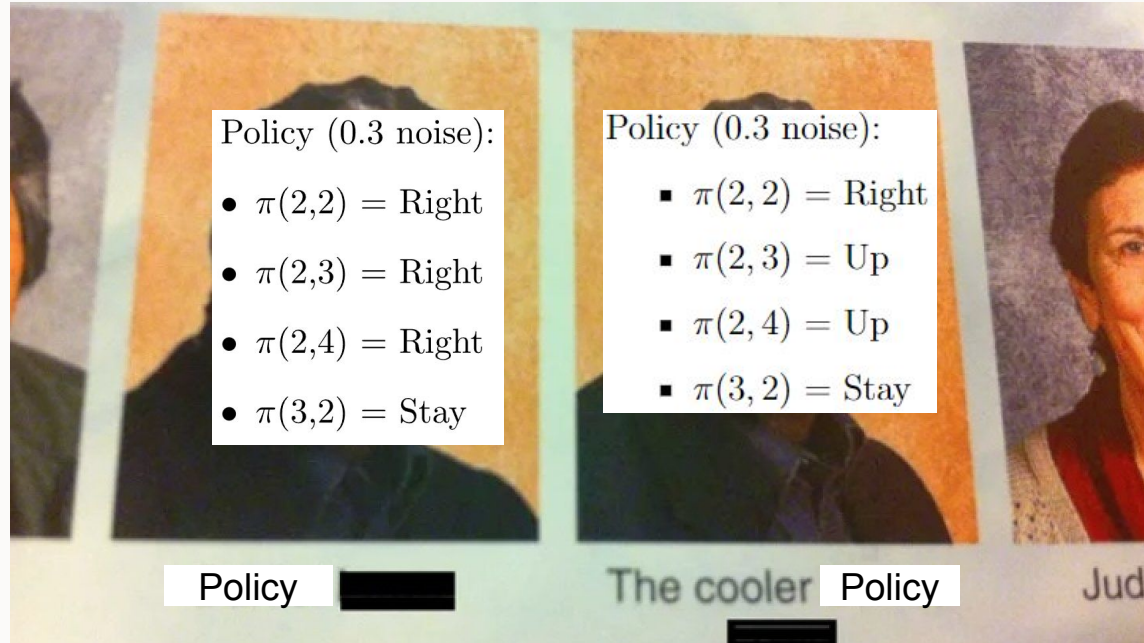 Policy (0.3 noise):
• π(2,2) = Right
• π(2,3) = Right
• π(2,4) = Right
• π(3,2) = Stay
Policy (0.3 noise):
▪ π(2, 2) = Right
▪ π(2, 3) = Up
▪ π(2, 4) = Up
▪ π(3, 2) = Stay
Policy
The cooler Policy
Jud